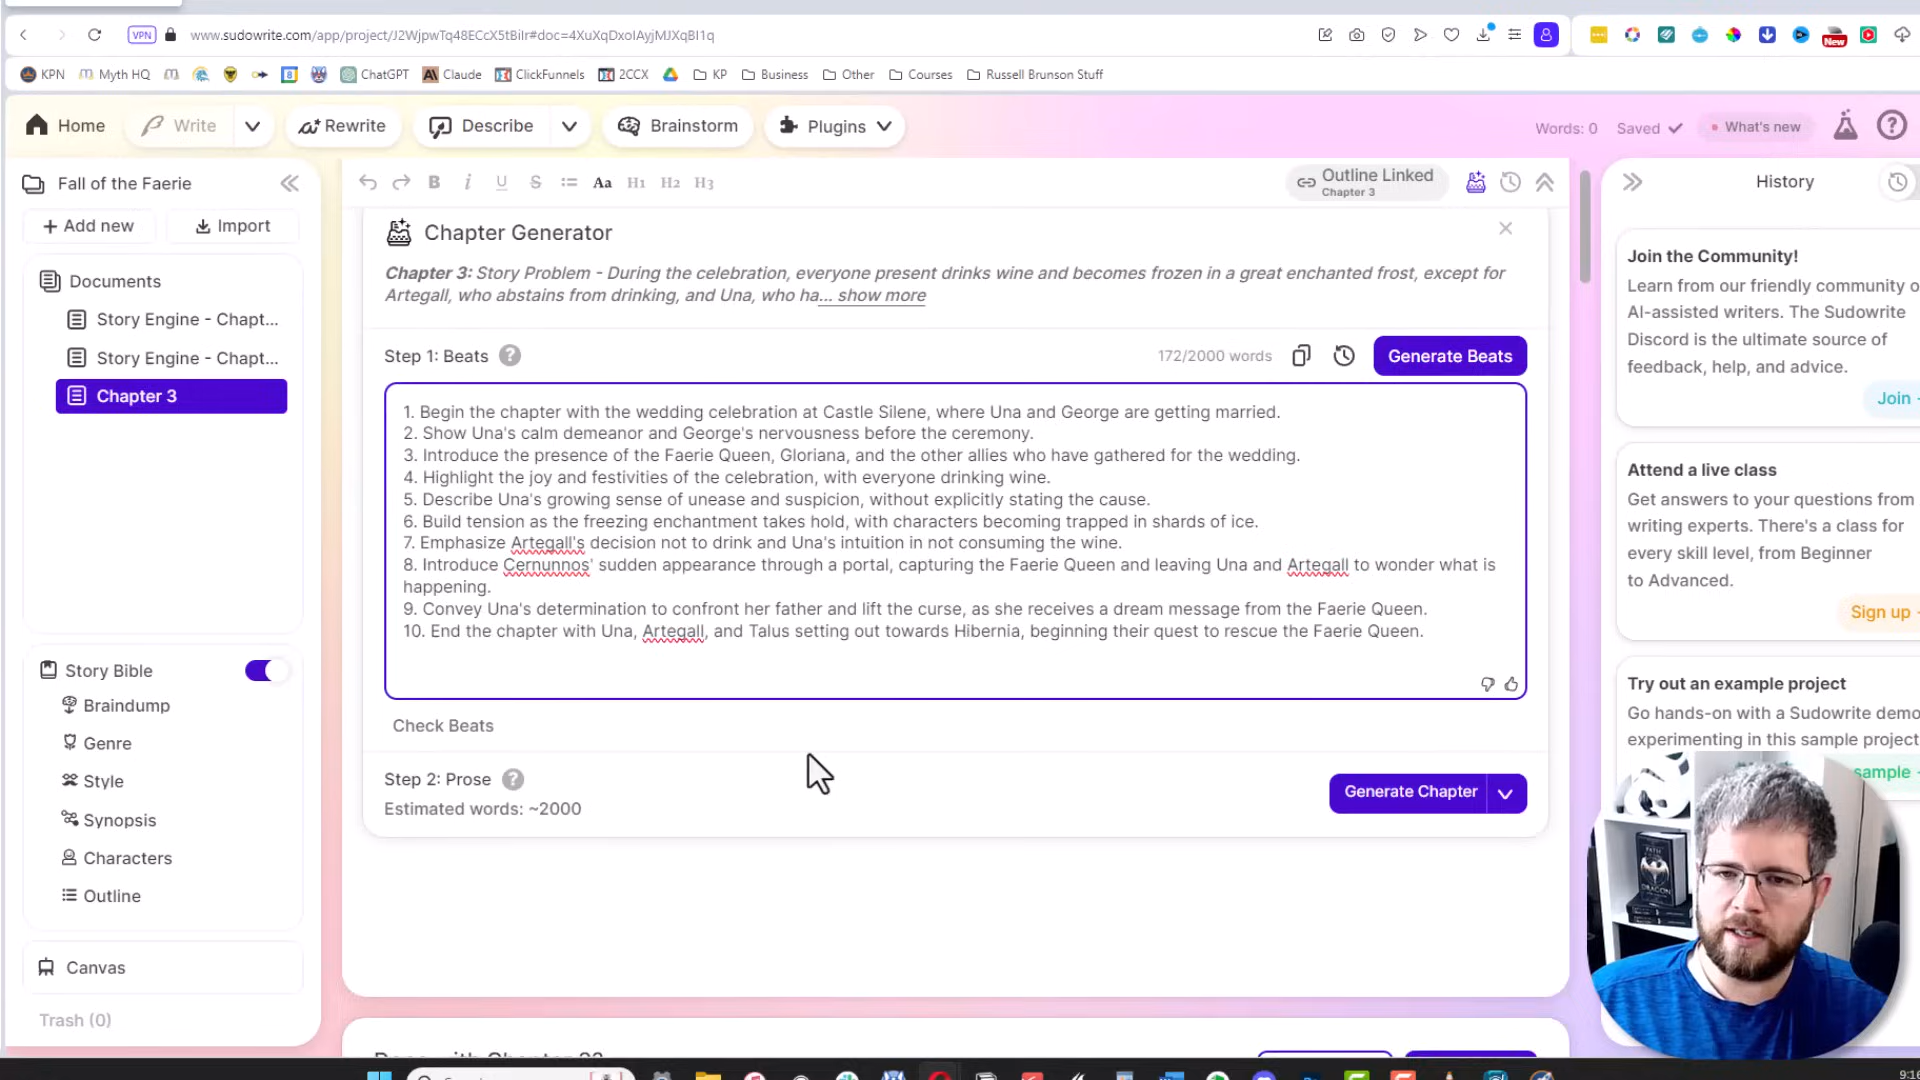 VPN
www.sudowrite.com/app/project/J2WjpwTq48ECcX5tBiIr#doc=4XuXqDxoIAyjMJXqBI1q
New
KPN
Myth HQ
8
ChatGPT
Claude
ClickFunnels
2CCX
KP
Business
Other
Courses
Russell Brunson Stuff
Home
Write
Rewrite
Describe
Brainstorm
Plugins
Words: 0
Saved
What's new
Fall of the Faerie
Add new
Import
B
i
U
S
Aa
H1
H2
H3
Outline Linked
Chapter 3
History
Documents
Story Engine - Chapt...
Story Engine - Chapt...
Chapter 3
Chapter Generator
Chapter 3: Story Problem - During the celebration, everyone present drinks wine and becomes frozen in a great enchanted frost, except for
Artegall, who abstains from drinking, and Una, who ha... show more
Step 1: Beats
172/2000 words
Generate Beats
1. Begin the chapter with the wedding celebration at Castle Silene, where Una and George are getting married.
2. Show Una's calm demeanor and George's nervousness before the ceremony.
3. Introduce the presence of the Faerie Queen, Gloriana, and the other allies who have gathered for the wedding.
4. Highlight the joy and festivities of the celebration, with everyone drinking wine.
5. Describe Una's growing sense of unease and suspicion, without explicitly stating the cause.
6. Build tension as the freezing enchantment takes hold, with characters becoming trapped in shards of ice.
7. Emphasize Artegall's decision not to drink and Una's intuition in not consuming the wine.
8. Introduce Cernunnos' sudden appearance through a portal, capturing the Faerie Queen and leaving Una and Artegall to wonder what is
happening.
9. Convey Una's determination to confront her father and lift the curse, as she receives a dream message from the Faerie Queen.
10. End the chapter with Una, Artegall, and Talus setting out towards Hibernia, beginning their quest to rescue the Faerie Queen.
Check Beats
Step 2: Prose
Estimated words: ~2000
Generate Chapter
Story Bible
Braindump
Genre
Style
Synopsis
Characters
Outline
Canvas
Trash (0)
Join the Community!
Learn from our friendly community o
AI-assisted writers. The Sudowrite
Discord is the ultimate source of
feedback, help, and advice.
Join
Attend a live class
Get answers to your questions from
writing experts. There's a class for
every skill level, from Beginner
to Advanced.
Sign up
Try out an example project
Go hands-on with a Sudowrite demo
experimenting in this sample project
sample
PATH
DRAGON
9:16